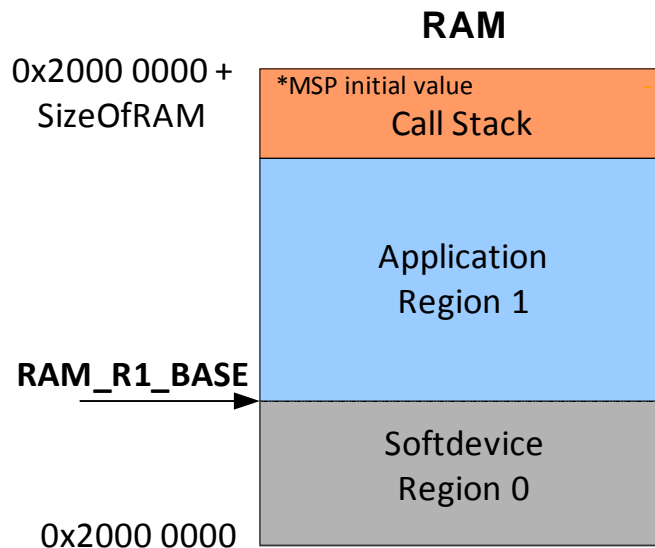 RAM
0x2000 0000 +
SizeOfRAM
*MSP initial value
Call Stack
Application
Region 1
RAM_R1_BASE
Softdevice
Region 0
0x2000 0000